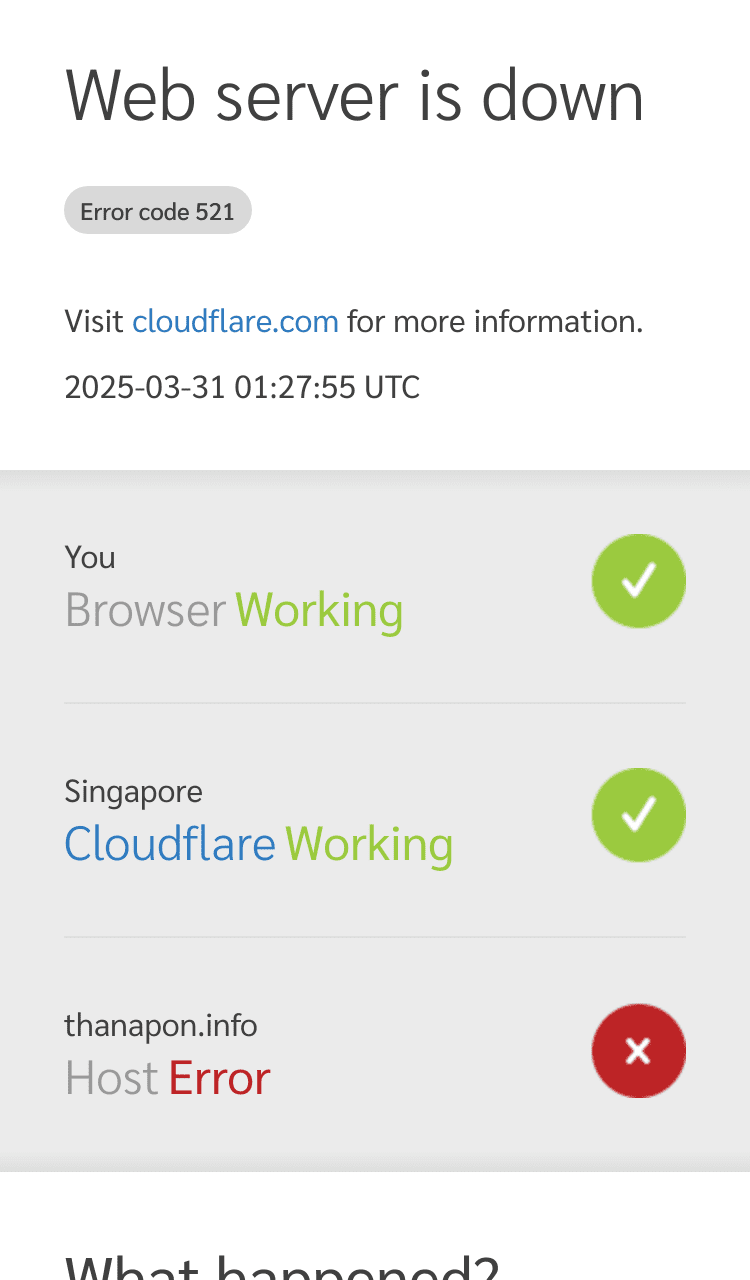 Web server is down
Error code 521
Visit cloudflare.com for more information.
2025-03-31 01:27:55 UTC
You
Browser Working
Singapore
Cloudflare Working
thanapon.info
Host Error
What happened?